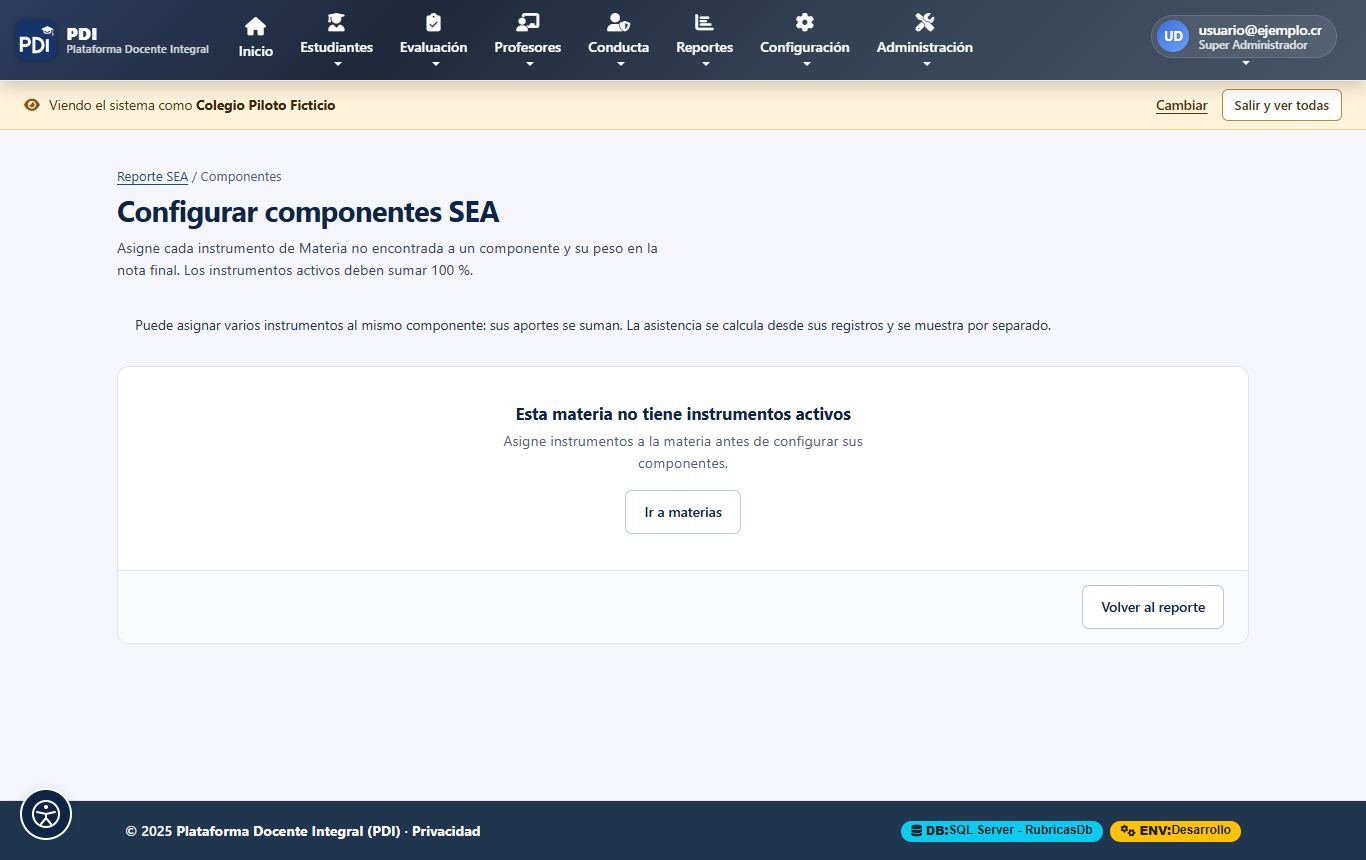 PDI
PDI
Plataforma Docente Integral
Inicio
Estudiantes
Evaluación
Profesores
Conducta
Reportes
Configuración
Administración
UD
usuario@ejemplo.cr
Super Administrador
Viendo el sistema como Colegio Piloto Ficticio
Cambiar
Salir y ver todas
Reporte SEA / Componentes
Configurar componentes SEA
Asigne cada instrumento de Materia no encontrada a un componente y su peso en la
nota final. Los instrumentos activos deben sumar 100 %.
Puede asignar varios instrumentos al mismo componente: sus aportes se suman. La asistencia se calcula desde sus registros y se muestra por separado.
Esta materia no tiene instrumentos activos
Asigne instrumentos a la materia antes de configurar sus
componentes.
Ir a materias
Volver al reporte
© 2025 Plataforma Docente Integral (PDI) · Privacidad
DB:SQL Server - RubricasDb
ENV:Desarrollo